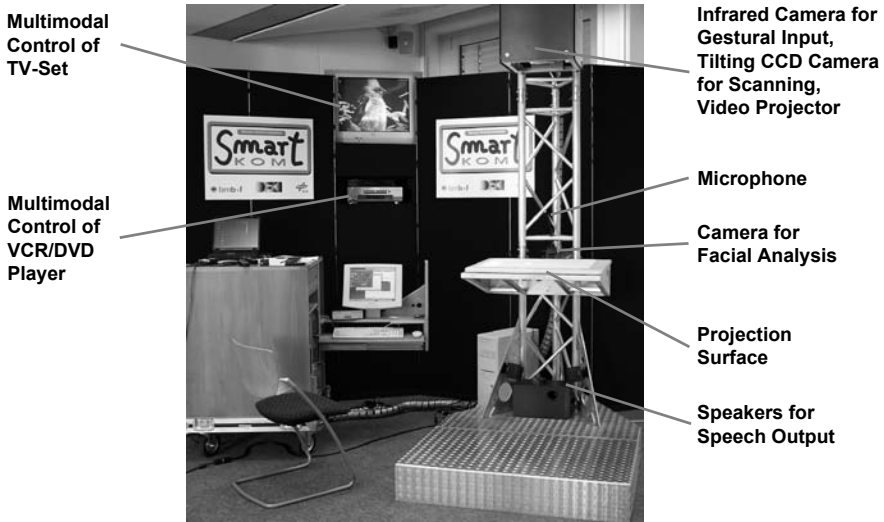 Multimodal
Control of
TV-Set
Multimodal
Control of
VCR/DVD
Player
Smart
KOM
bmb+f
Smart
KOM
bmb+f
Infrared Camera for
Gestural Input,
Tilting CCD Camera
for Scanning,
Video Projector
Microphone
Camera for
Facial Analysis
Projection
Surface
Speakers for
Speech Output